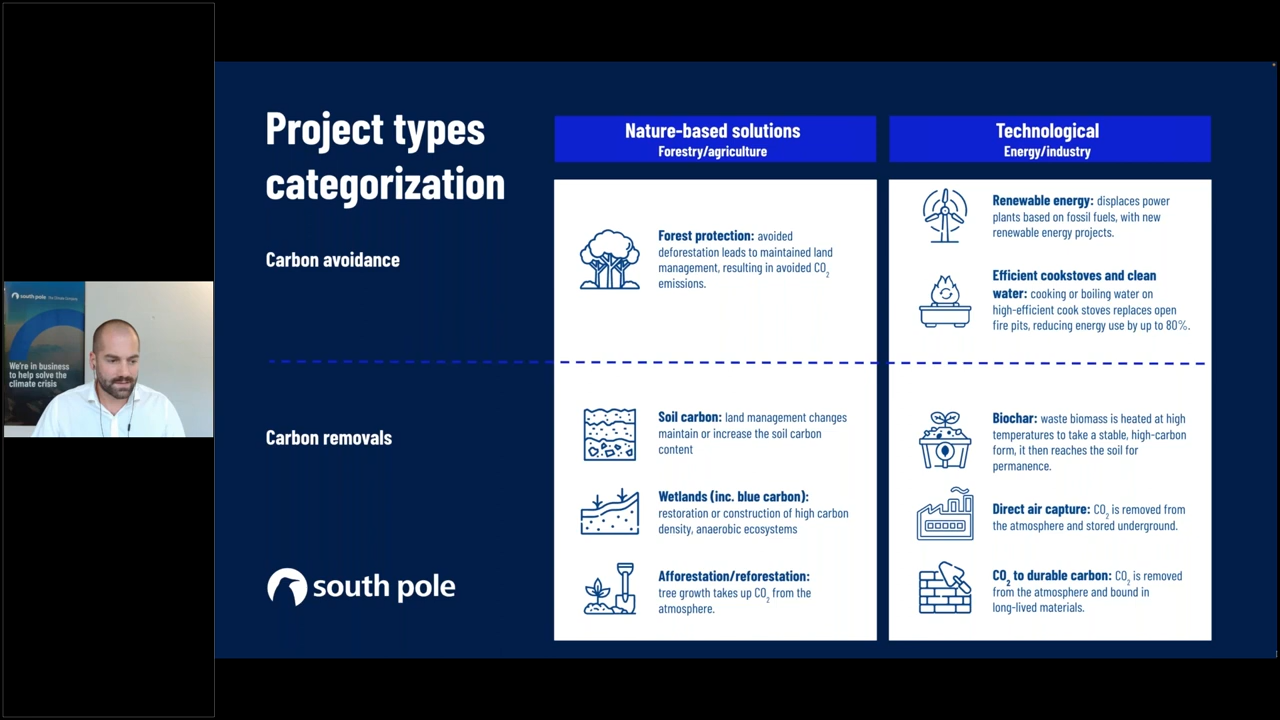 Project types
categorization
Carbon avoidance
Carbon removals
south pole
Nature-based solutions
Forestry/agriculture
Forest protection: avoided
deforestation leads to maintained land
management, resulting in avoided CO₂
emissions.
Soil carbon: land management changes
maintain or increase the soil carbon
content
Wetlands (inc. blue carbon):
restoration or construction of high carbon
density, anaerobic ecosystems
Afforestation/reforestation:
tree growth takes up CO₂ from the
atmosphere.
Technological
Energy/industry
Renewable energy: displaces power
plants based on fossil fuels, with new
renewable energy projects.
Efficient cookstoves and clean
water: cooking or boiling water on
high-efficient cook stoves replaces open
fire pits, reducing energy use by up to 80%.
Biochar: waste biomass is heated at high
temperatures to take a stable, high-carbon
form, it then reaches the soil for
permanence.
Direct air capture: CO₂ is removed from
the atmosphere and stored underground.
CO₂ to durable carbon: CO₂ is removed
from the atmosphere and bound in
long-lived materials.
south pole The Climate Company
We're in business
to help solve the
climate crisis